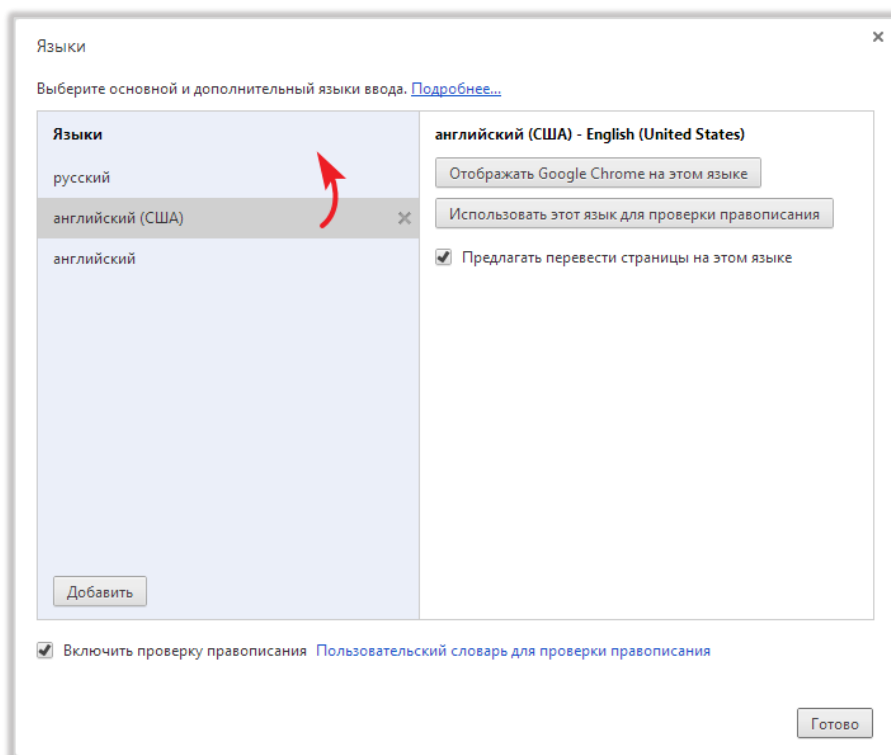 Языки
Выберите основной и дополнительный языки ввода. Подробнее...
Языки
русский
английский (США)
английский
Добавить
английский (США) - English (United States)
Отображать Google Chrome на этом языке
Использовать этот язык для проверки правописания
Предлагать перевести страницы на этом языке
Включить проверку правописания Пользовательский словарь для проверки правописания
Готово